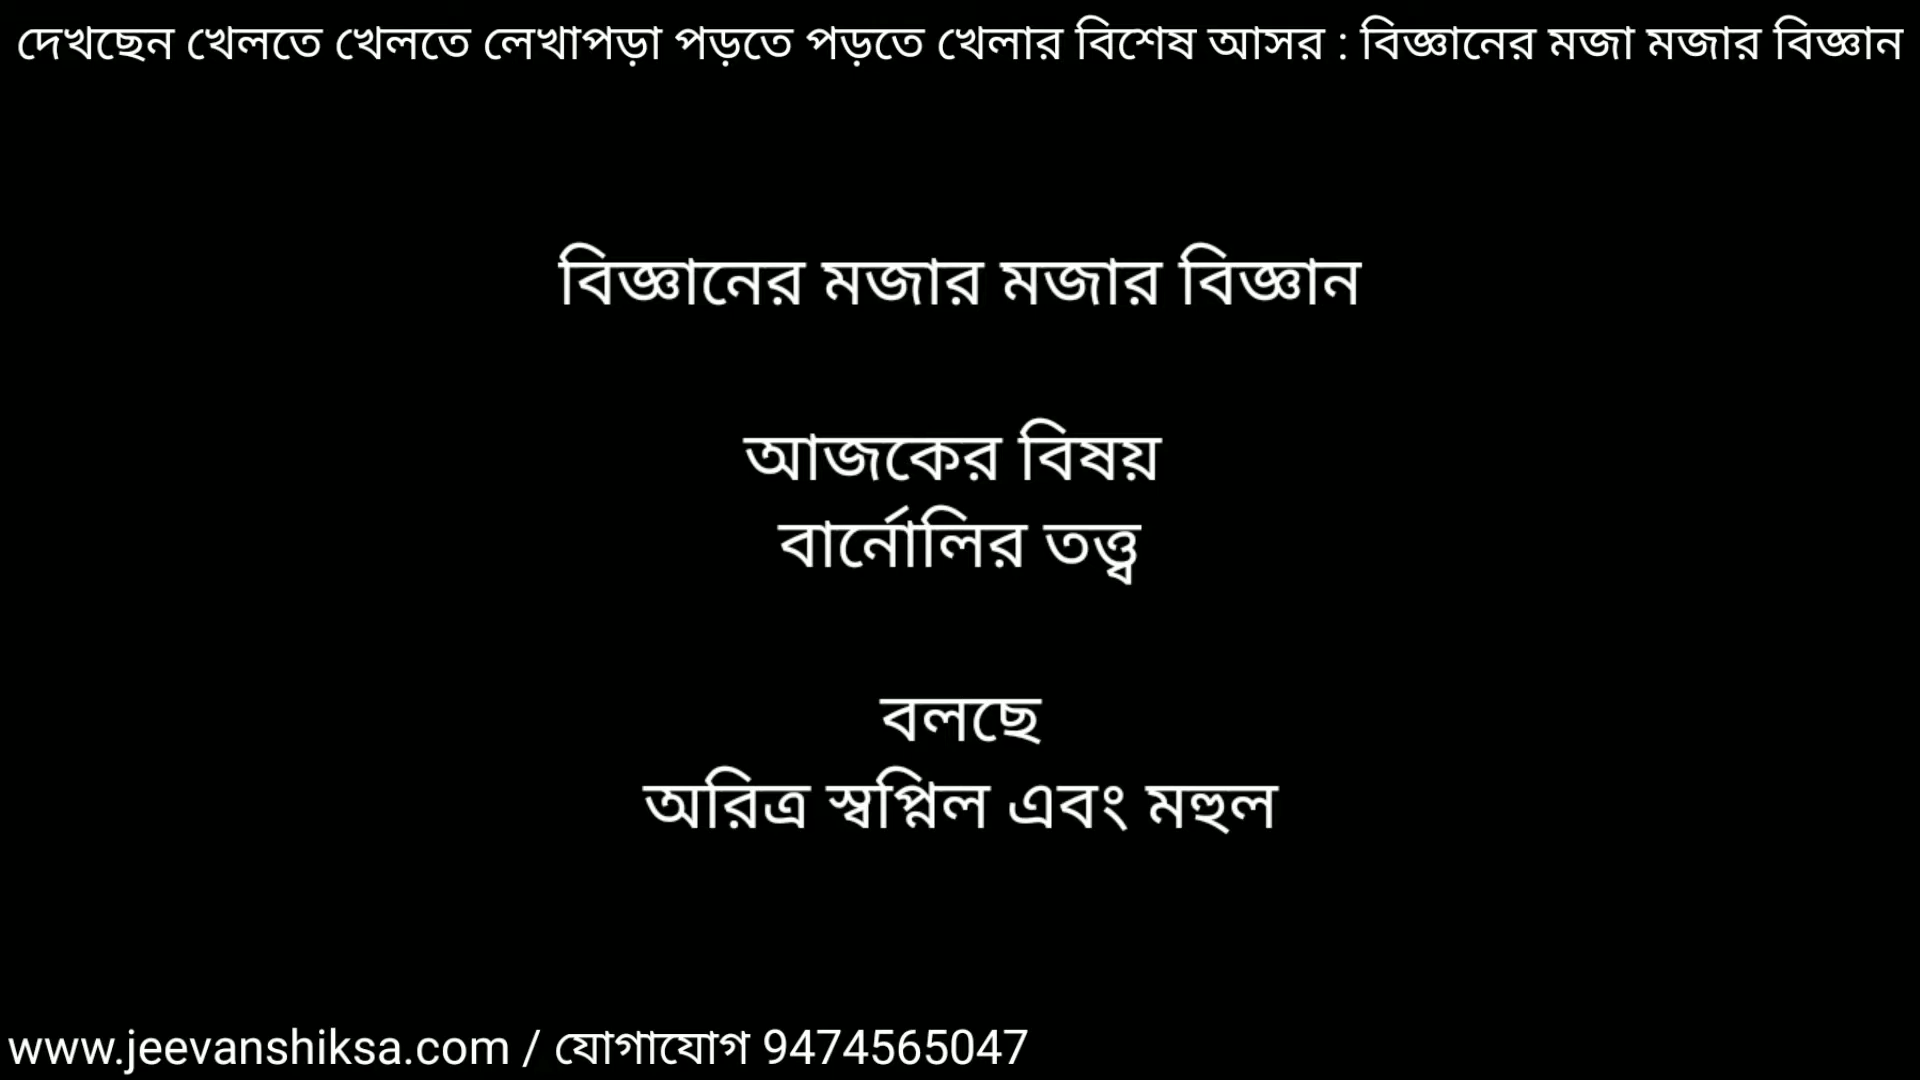 দেখছেন খেলতে খেলতে লেখাপড়া পড়তে পড়তে খেলার বিশেষ আসর : বিজ্ঞানের মজা মজার বিজ্ঞান
বিজ্ঞানের মজার মজার বিজ্ঞান
আজকের বিষয়
বার্নোলির তত্ত্ব
বলছে
অরিত্র স্বপ্নিল এবং মহুল
www.jeevanshiksa.com / যোগাযোগ 9474565047